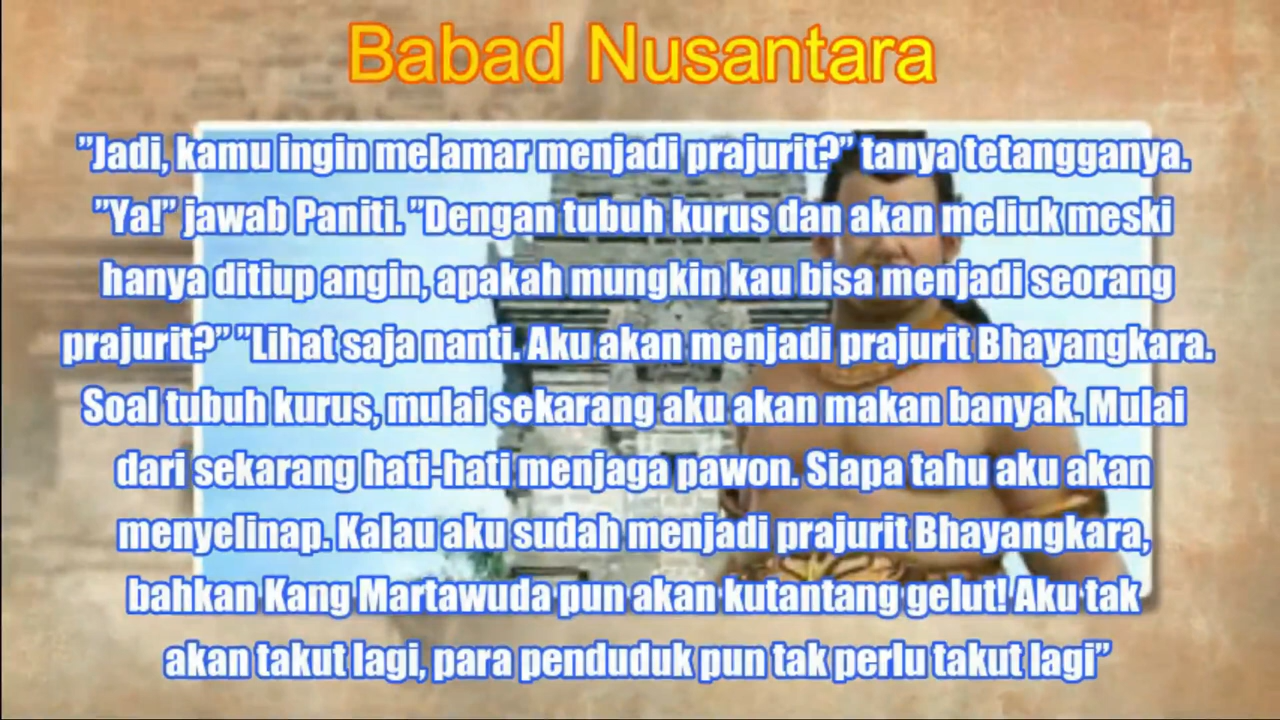 Babad Nusantara
”Jadi, kamu ingin melamar menjadi prajurit?” tanya tetangganya.
”Ya!” jawab Paniti. ”Dengan tubuh kurus dan akan meliuk meski
hanya ditiup angin, apakah mungkin kau bisa menjadi seorang
prajurit?” ”Lihat saja nanti. Aku akan menjadi prajurit Bhayangkara.
Soal tubuh kurus, mulai sekarang aku akan makan banyak. Mulai
dari sekarang hati-hati menjaga pawon. Siapa tahu aku akan
menyelinap. Kalau aku sudah menjadi prajurit Bhayangkara,
bahkan Kang Martawuda pun akan kutantang gelut! Aku tak
akan takut lagi, para penduduk pun tak perlu takut lagi”